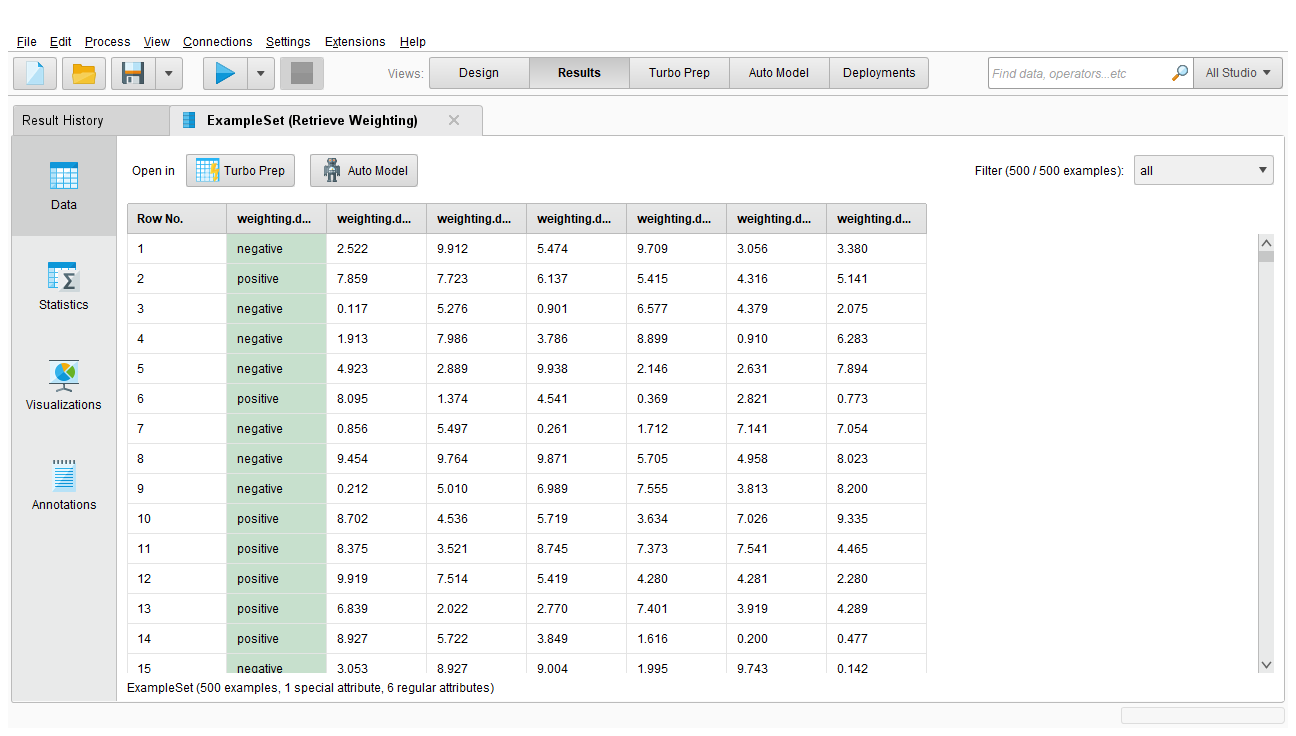 File Edit Process View Connections Settings Extensions Help
Views: Design Results Turbo Prep Auto Model Deployments Find data, operators...etc All Studio
Result History ExampleSet (Retrieve Weighting)
Open in Turbo Prep Auto Model Filter (500 / 500 examples): all
Data
Statistics
Visualizations
Annotations
Row No. weighting.d... weighting.d... weighting.d... weighting.d... weighting.d... weighting.d... weighting.d...
1 negative 2.522 9.912 5.474 9.709 3.056 3.380
2 positive 7.859 7.723 6.137 5.415 4.316 5.141
3 negative 0.117 5.276 0.901 6.577 4.379 2.075
4 negative 1.913 7.986 3.786 8.899 0.910 6.283
5 negative 4.923 2.889 9.938 2.146 2.631 7.894
6 positive 8.095 1.374 4.541 0.369 2.821 0.773
7 negative 0.856 5.497 0.261 1.712 7.141 7.054
8 negative 9.454 9.764 9.871 5.705 4.958 8.023
9 negative 0.212 5.010 6.989 7.555 3.813 8.200
10 positive 8.702 4.536 5.719 3.634 7.026 9.335
11 positive 8.375 3.521 8.745 7.373 7.541 4.465
12 positive 9.919 7.514 5.419 4.280 4.281 2.280
13 positive 6.839 2.022 2.770 7.401 3.919 4.289
14 positive 8.927 5.722 3.849 1.616 0.200 0.477
15 negative 3.053 8.927 9.004 1.995 9.743 0.142
ExampleSet (500 examples, 1 special attribute, 6 regular attributes)